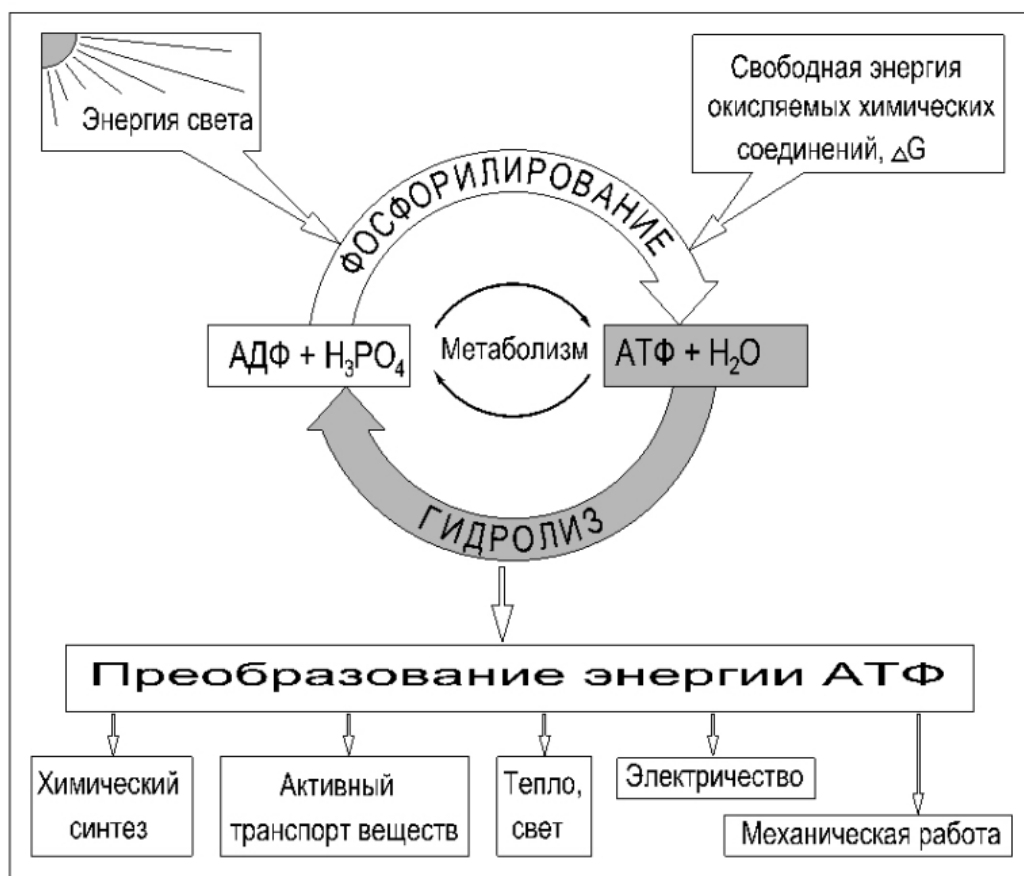 Энергия света
Свободная энергия
окисляемых химических
соединений, △G
ФОСФОРИЛИРОВАНИЕ
АДФ + H₃PO₄
Метаболизм
АТФ + H₂O
ГИДРОЛИЗ
Преобразование энергии АТФ
Химический
синтез
Активный
транспорт веществ
Тепло,
свет
Электричество
Механическая работа